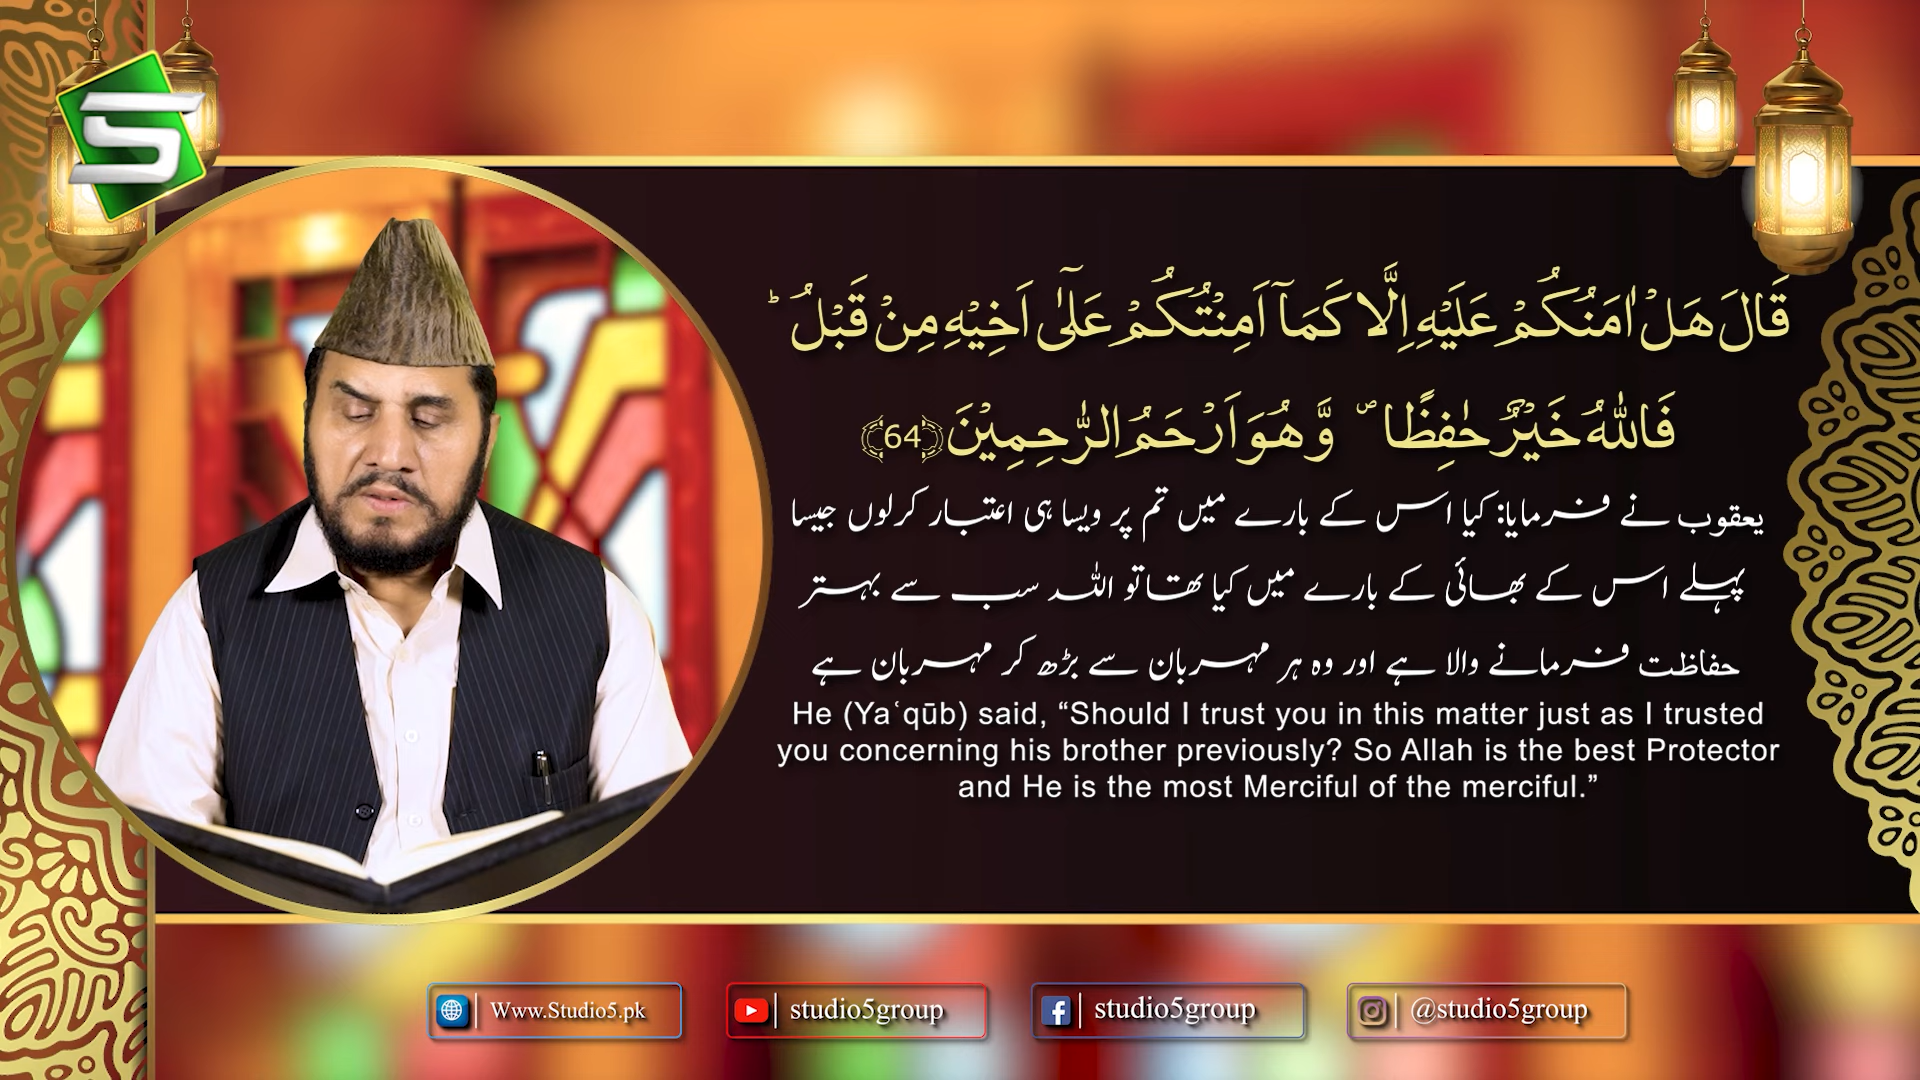 قَالَ هَلْ اٰمَنُكُمْ عَلَیْهِ اِلَّا كَمَاۤ اَمِنْتُكُمْ عَلٰۤى اَخِیْهِ مِنْ قَبْلُ ؕ
فَاللّٰهُ خَیْرٌ حٰفِظًا ۪ وَّ هُوَ اَرْحَمُ الرّٰحِمِیْنَ ﴿64﴾
یعقوب نے فرمایا: کیا اس کے بارے میں تم پر ویسا ہی اعتبار کرلوں جیسا
پہلے اس کے بھائی کے بارے میں کیا تھا تو اللہ سب سے بہتر
حفاظت فرمانے والا ہے اور وہ ہر مہربان سے بڑھ کر مہربان ہے
He (Yaʿqūb) said, “Should I trust you in this matter just as I trusted
you concerning his brother previously? So Allah is the best Protector
and He is the most Merciful of the merciful.”
Www.Studio5.pk
studio5group
studio5group
@studio5group